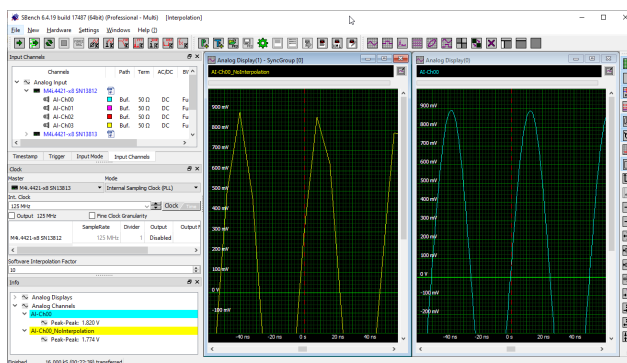 SBench 6.4.19 build 17487 (64bit) (Professional - Multi) [Interpolation]
File New Hardware Settings Windows Help (I)
Input Channels
Channels Path Term AC/DC
Analog Input
M4i.4421-x8 SN13812
AI-Ch00 Buf. 50 Ω DC Fu
AI-Ch01 Buf. 50 Ω DC Fu
AI-Ch02 Buf. 50 Ω DC Fu
AI-Ch03 Buf. 50 Ω DC Fu
M4i.4421-x8 SN13813
Timestamp Trigger Input Mode Input Channels
Clock
Master Mode
M4i.4421-x8 SN13813 Internal Sampling Clock (PLL)
Int. Clock
125 MHz Clock
Output 125 MHz Fine Clock Granularity
SampleRate Divider Output Output F
M4i.4421-x8 SN13812 125 MHz 1 Disabled
Software Interpolation Factor
10
Info
Analog Displays
Analog Channels
AI-Ch00
Peak-Peak: 1.820 V
AI-Ch00_NoInterpolation
Peak-Peak: 1.774 V
Analog Display(1) - SyncGroup [0]
AI-Ch00_NoInterpolation
900 mV
800 mV
700 mV
600 mV
500 mV
400 mV
300 mV
200 mV
100 mV
0 V
-100 mV
-40 ns -20 ns 0 s 20 ns 40 ns
Analog Display(0)
AI-Ch00
900 mV
700 mV
600 mV
400 mV
300 mV
200 mV
0 V
-200 mV
-40 ns -20 ns 0 s 20 ns 40 ns